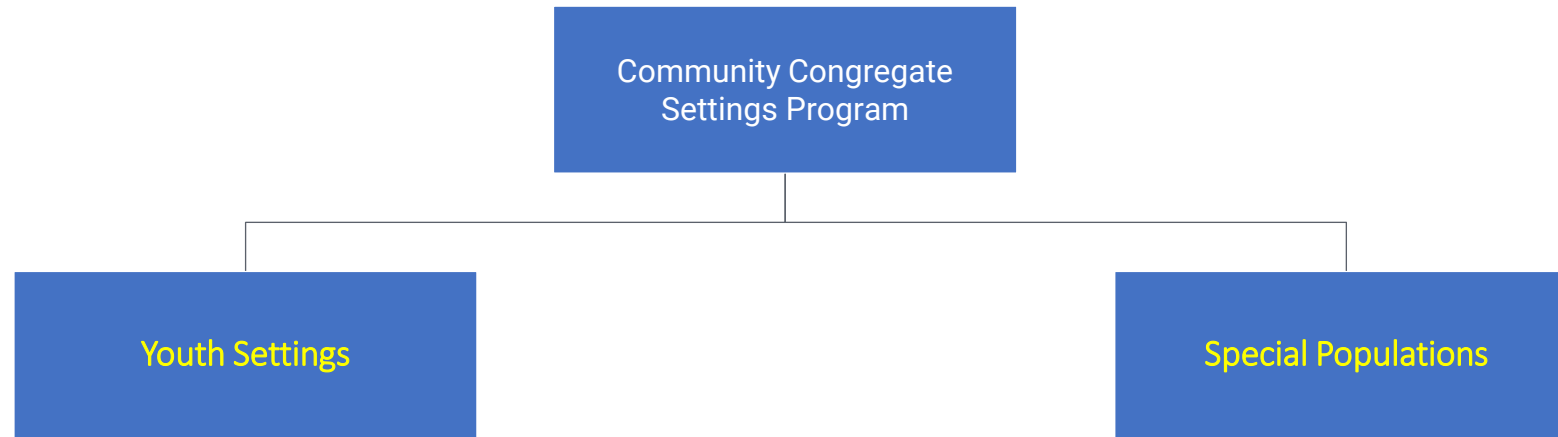 Community Congregate
Settings Program
Youth Settings
Special Populations